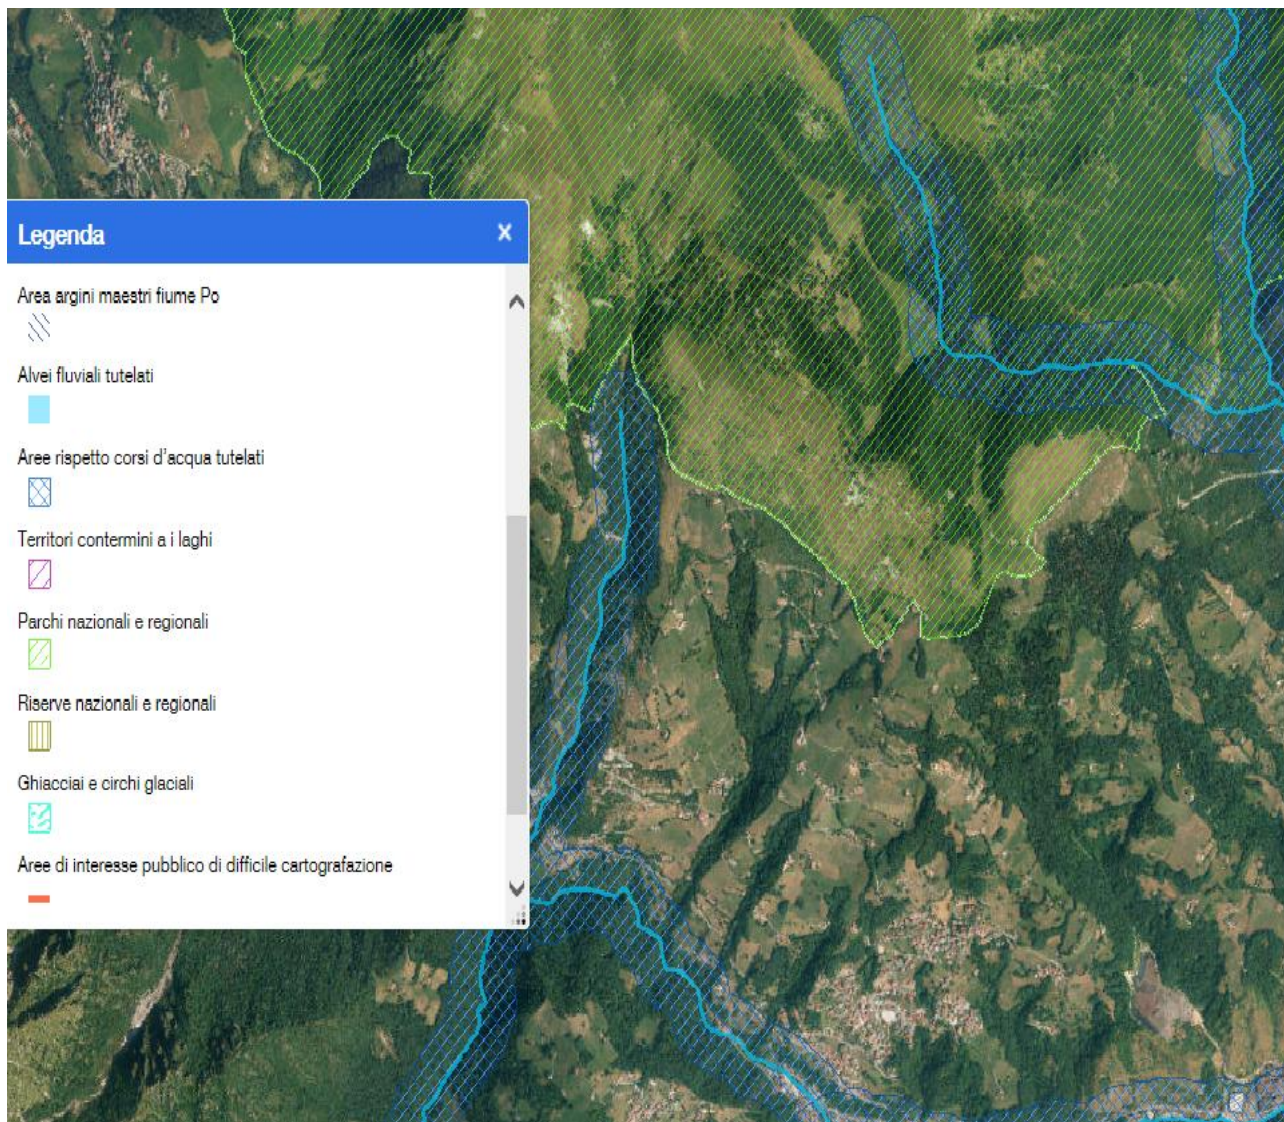 Legenda
x
Area argini maestri fiume Po
Alvei fluviali tutelati
Aree rispetto corsi d'acqua tutelati
Territori contermini a i laghi
Parchi nazionali e regionali
Riserve nazionali e regionali
Ghiacciai e circhi glaciali
Aree di interesse pubblico di difficile cartografazione